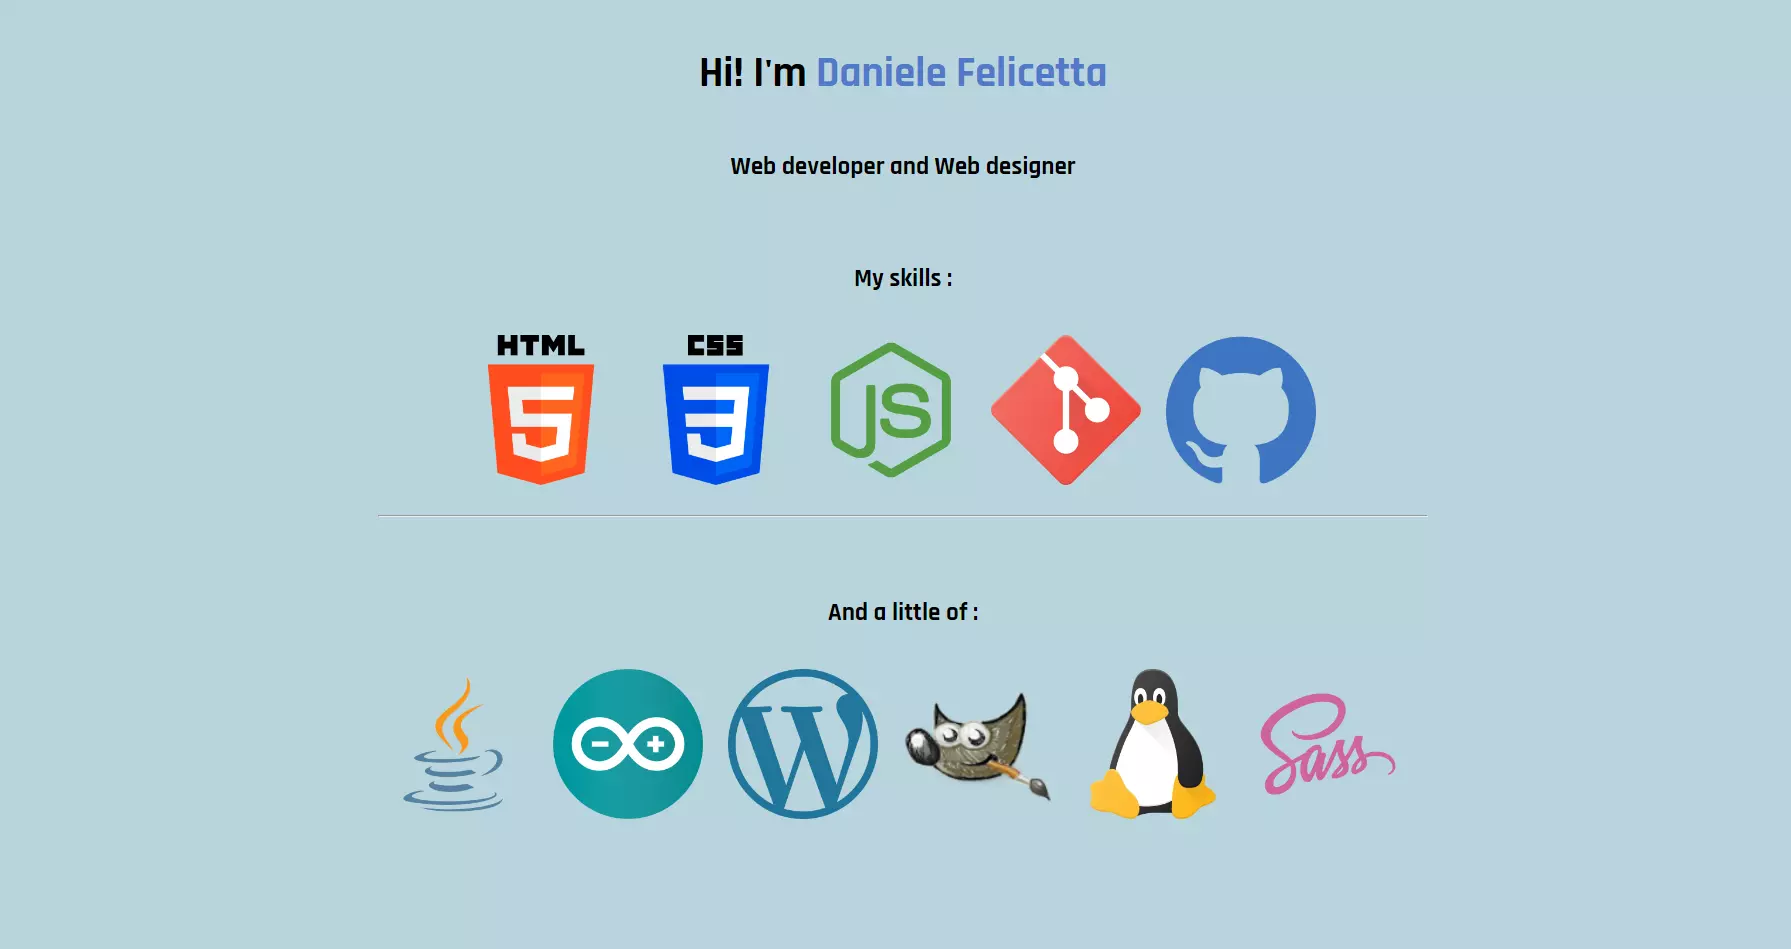 Hi! I'm Daniele Felicetta
Web developer and Web designer
My skills :
HTML CSS
5 3 JS
And a little of :
W Sass